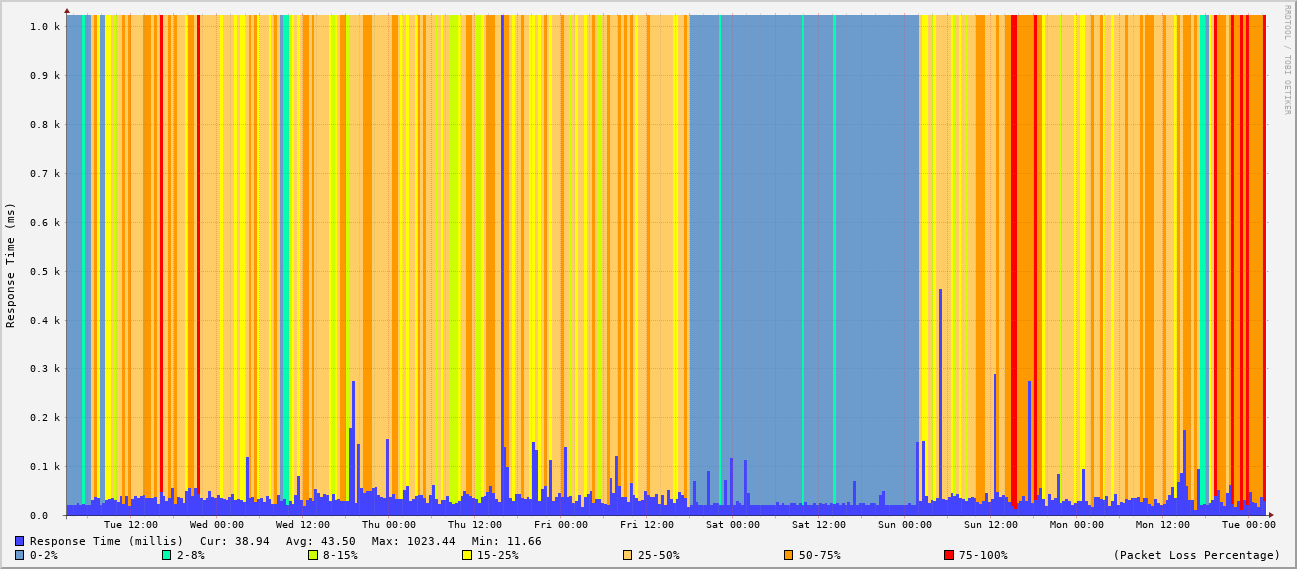 RRDTOOL / TOBI OETIKER
Response Time (ms)
1.0 k
0.9 k
0.8 k
0.7 k
0.6 k
0.5 k
0.4 k
0.3 k
0.2 k
0.1 k
0.0
Tue 12:00 Wed 00:00 Wed 12:00 Thu 00:00 Thu 12:00 Fri 00:00 Fri 12:00 Sat 00:00 Sat 12:00 Sun 00:00 Sun 12:00 Mon 00:00 Mon 12:00 Tue 00:00
Response Time (millis) Cur: 38.94 Avg: 43.50 Max: 1023.44 Min: 11.66
0-2% 2-8% 8-15% 15-25% 25-50% 50-75% 75-100% (Packet Loss Percentage)